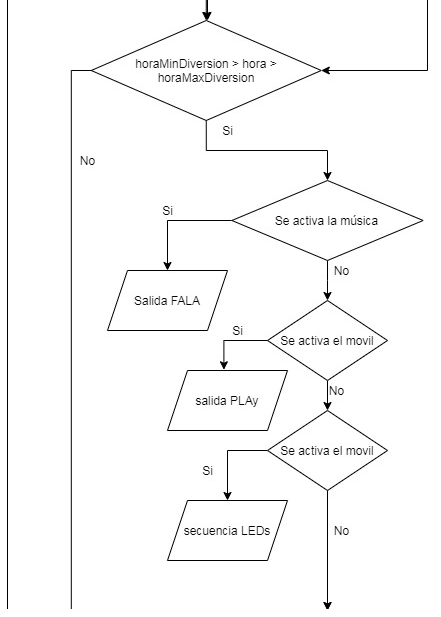 horaMinDiversion > hora >
horaMaxDiversion
Si
No
Se activa la música
Si
No
Salida FALA
Si
Se activa el movil
salida PLAy
No
Se activa el movil
Si
secuencia LEDs
No